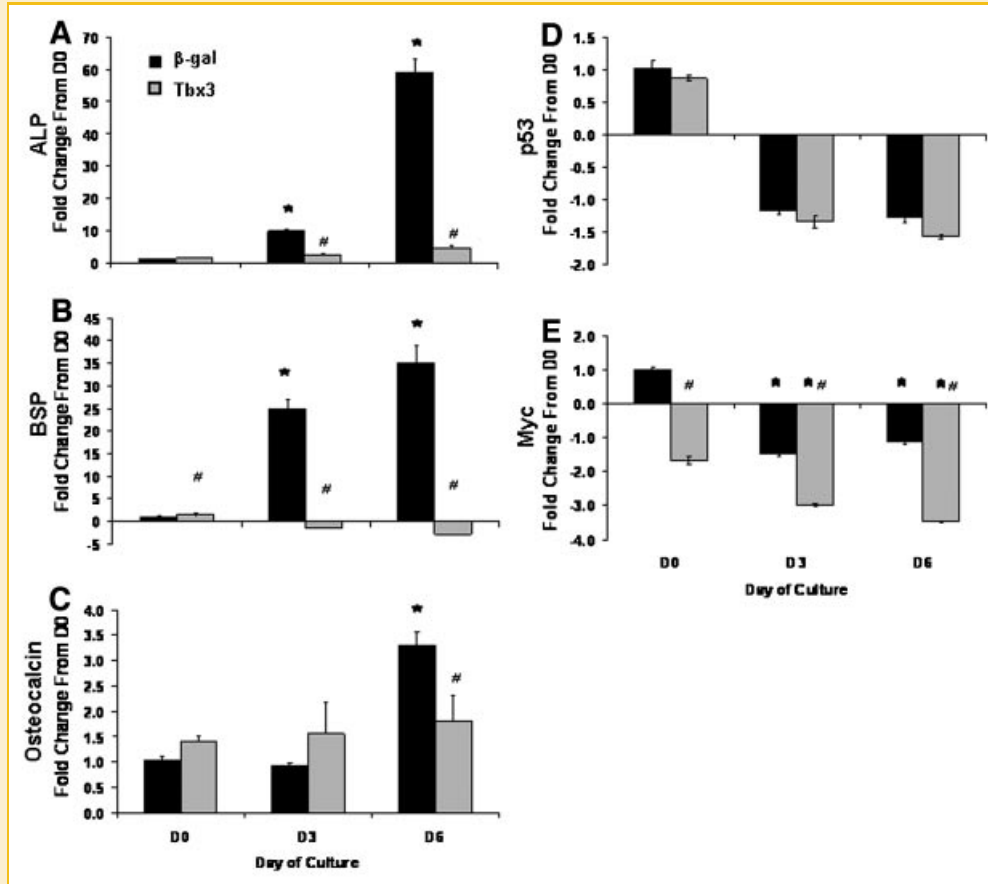 A
ALP
Fold Change From D0
70
60
50
40
30
20
10
0
β-gal
Tbx3
*
*
#
#
B
BSP
Fold Change From D0
45
40
35
30
25
20
15
10
5
0
-5
#
*
#
*
#
C
Osteocalcin
Fold Change From D0
4.0
3.5
3.0
2.5
2.0
1.5
1.0
0.5
0.0
*
#
D0
D3
D6
Day of Culture
D
p53
Fold Change From D0
1.5
1.0
0.5
0.0
-0.5
-1.0
-1.5
-2.0
E
Myc
Fold Change From D0
2.0
1.0
0.0
-1.0
-2.0
-3.0
-4.0
#
*
*#
*
*#
D0
D3
D6
Day of Culture